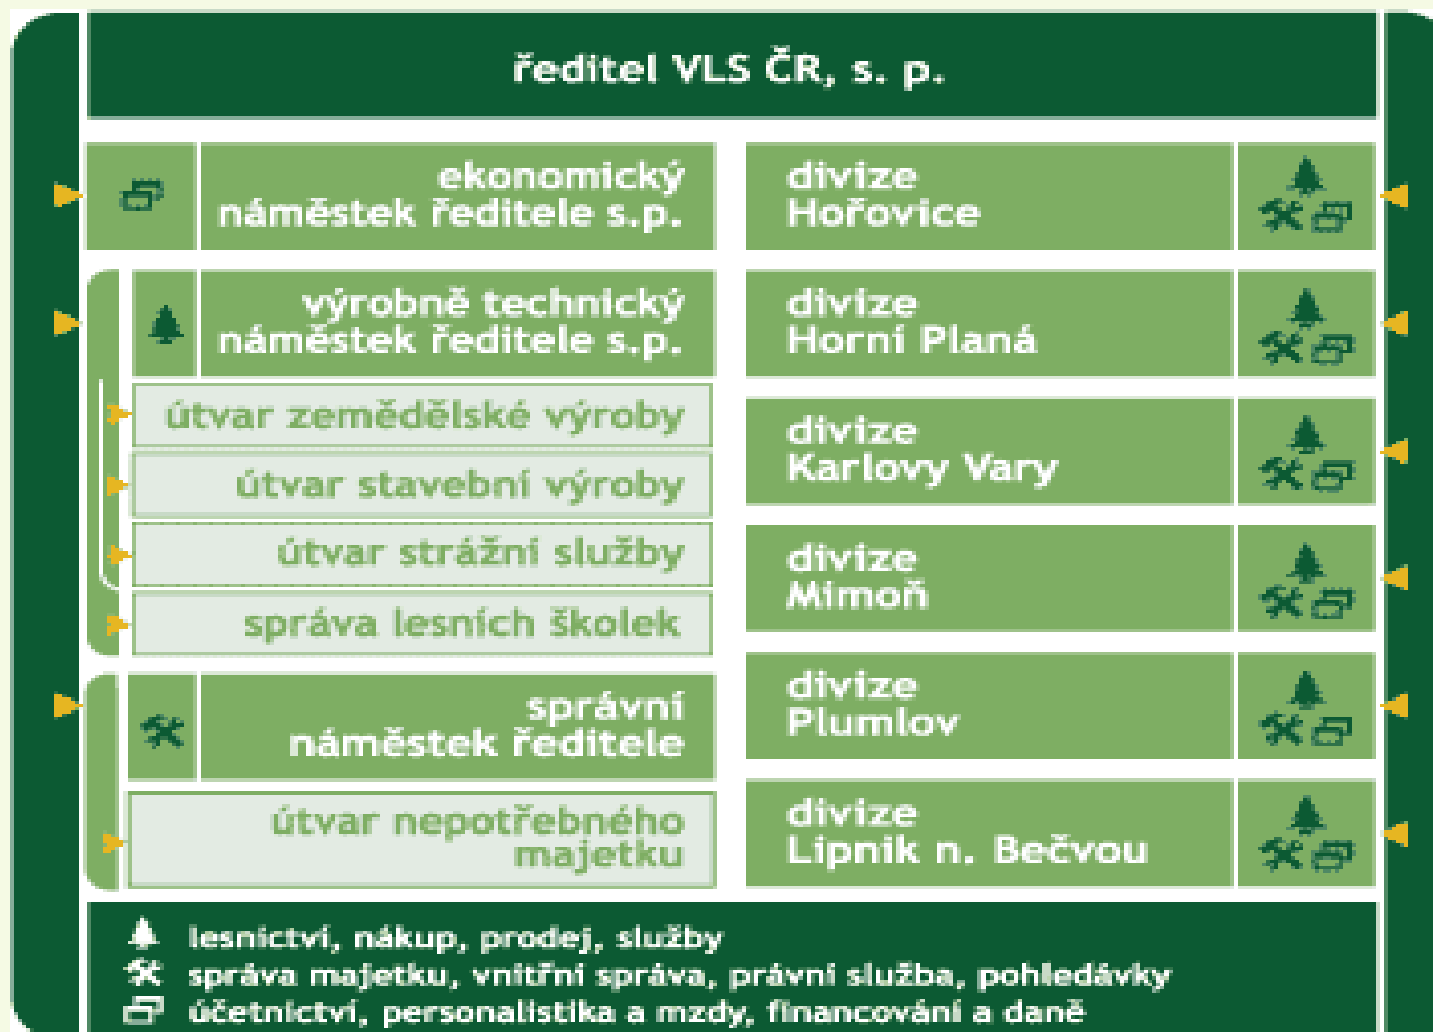 ředitel VLS ČR, s. p.
ekonomický
náměstek ředitele s.p.
výrobně technický
náměstek ředitele s.p.
útvar zemědělské výroby
útvar stavební výroby
útvar strážní služby
správa lesních školek
správní
náměstek ředitele
útvar nepotřebného
majetku
divize
Hořovice
divize
Horní Planá
divize
Karlovy Vary
divize
Mimoň
divize
Plumlov
divize
Lipnik n. Bečvou
lesnictví, nákup, prodej, služby
správa majetku, vnitřní správa, právní služba, pohledávky
účetnictví, personalistika a mzdy, financování a daně